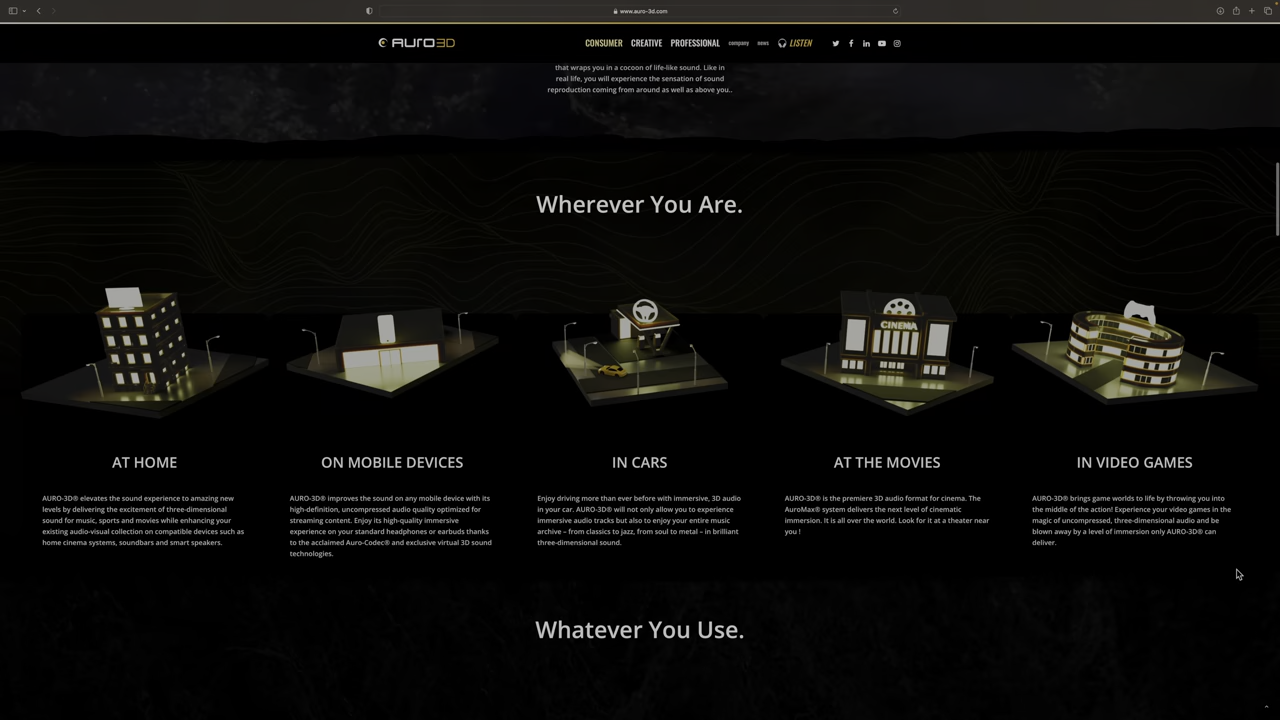 www.auro-3d.com
AURO3D
CONSUMER CREATIVE PROFESSIONAL company news LISTEN
that wraps you in a cocoon of life-like sound. Like in
real life, you will experience the sensation of sound
reproduction coming from around as well as above you..
Wherever You Are.
CINEMA
AT HOME
AURO-3D® elevates the sound experience to amazing new
levels by delivering the excitement of three-dimensional
sound for music, sports and movies while enhancing your
existing audio-visual collection on compatible devices such as
home cinema systems, soundbars and smart speakers.
ON MOBILE DEVICES
AURO-3D® improves the sound on any mobile device with its
high-definition, uncompressed audio quality optimized for
streaming content. Enjoy its high-quality immersive
experience on your standard headphones or earbuds thanks
to the acclaimed Auro-Codec® and exclusive virtual 3D sound
technologies.
IN CARS
Enjoy driving more than ever before with immersive, 3D audio
in your car. AURO-3D® will not only allow you to experience
immersive audio tracks but also to enjoy your entire music
archive – from classics to jazz, from soul to metal – in brilliant
three-dimensional sound.
AT THE MOVIES
AURO-3D® is the premiere 3D audio format for cinema. The
AuroMax® system delivers the next level of cinematic
immersion. It is all over the world. Look for it at a theater near
you !
IN VIDEO GAMES
AURO-3D® brings game worlds to life by throwing you into
the middle of the action! Experience your video games in the
magic of uncompressed, three-dimensional audio and be
blown away by a level of immersion only AURO-3D® can
deliver.
Whatever You Use.